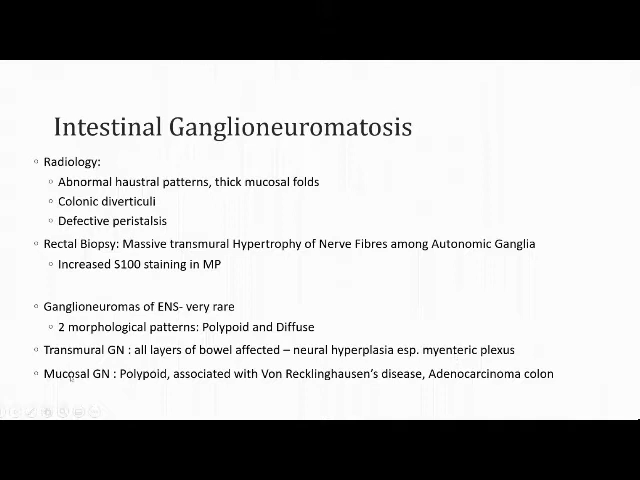 Intestinal Ganglioneuromatosis
Radiology:
Abnormal haustral patterns, thick mucosal folds
Colonic diverticuli
Defective peristalsis
Rectal Biopsy: Massive transmural Hypertrophy of Nerve Fibres among Autonomic Ganglia
Increased S100 staining in MP
Ganglioneuromas of ENS- very rare
2 morphological patterns: Polypoid and Diffuse
Transmural GN : all layers of bowel affected – neural hyperplasia esp. myenteric plexus
Mucosal GN : Polypoid, associated with Von Recklinghausen's disease, Adenocarcinoma colon